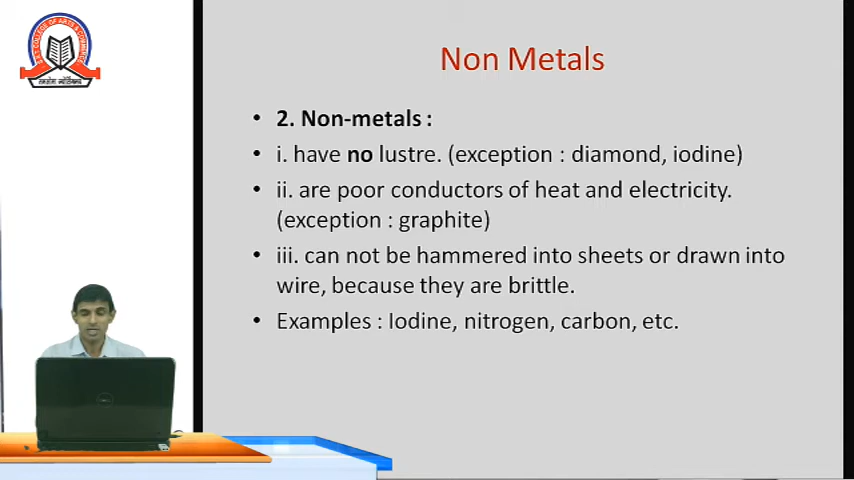 Non Metals
• 2. Non-metals :
• i. have no lustre. (exception : diamond, iodine)
• ii. are poor conductors of heat and electricity.
(exception : graphite)
• iii. can not be hammered into sheets or drawn into
wire, because they are brittle.
• Examples : Iodine, nitrogen, carbon, etc.